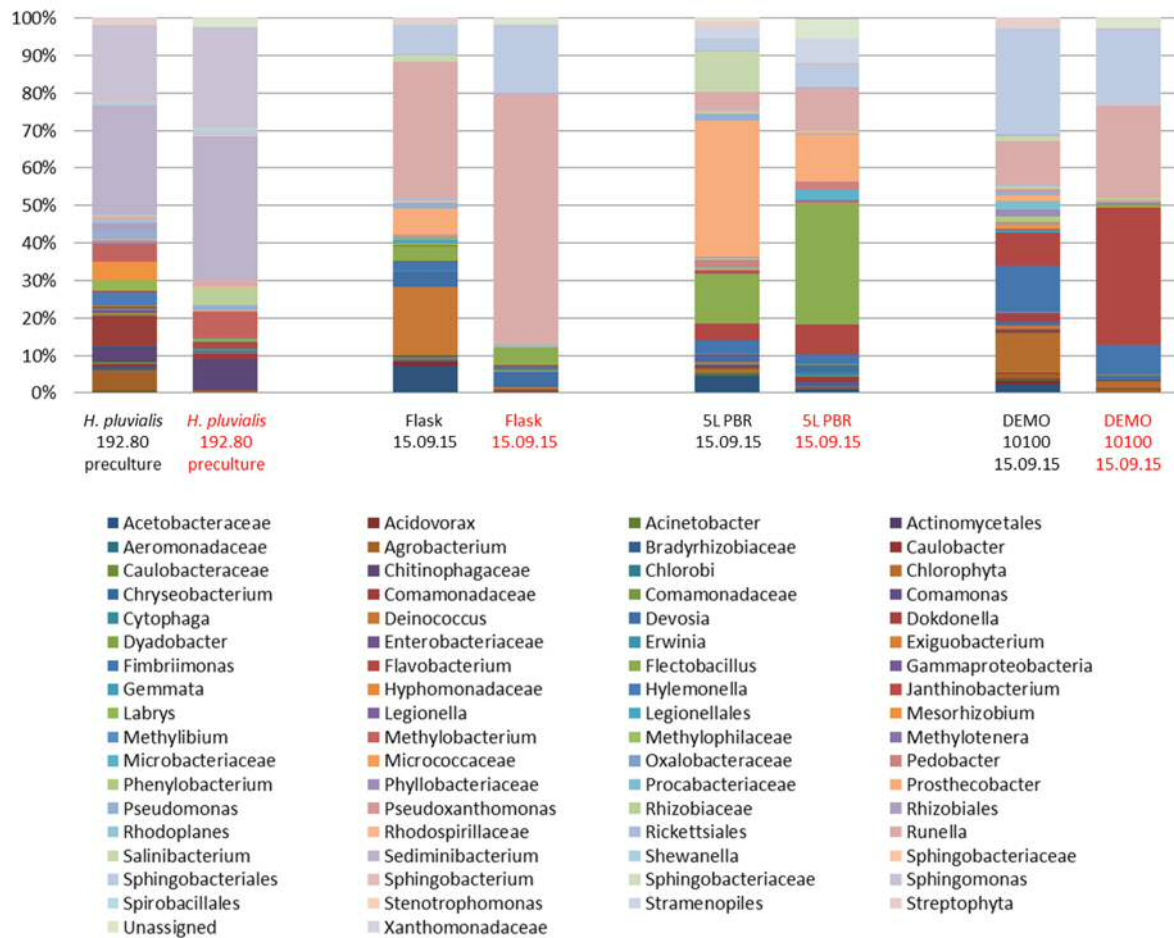 100%
90%
80%
70%
60%
50%
40%
30%
20%
10%
0%
H. pluvialis 192.80 preculture
H. pluvialis 192.80 preculture
Flask 15.09.15
Flask 15.09.15
5L PBR 15.09.15
5L PBR 15.09.15
DEMO 10100 15.09.15
DEMO 10100 15.09.15
Acetobacteraceae Acidovorax Acinetobacter Actinomycetales
Aeromonadaceae Agrobacterium Bradyrhizobiaceae Caulobacter
Caulobacteraceae Chitinophagaceae Chlorobi Chlorophyta
Chryseobacterium Comamonadaceae Comamonadaceae Comamonas
Cytophaga Deinococcus Devosia Dokdonella
Dyadobacter Enterobacteriaceae Erwinia Exiguobacterium
Fimbriimonas Flavobacterium Flectobacillus Gammaproteobacteria
Gemmata Hyphomonadaceae Hylemonella Janthinobacterium
Labrys Legionella Legionellales Mesorhizobium
Methylibium Methylobacterium Methylophilaceae Methylotenera
Microbacteriaceae Micrococcaceae Oxalobacteraceae Pedobacter
Phenylobacterium Phyllobacteriaceae Procabacteriaceae Prosthecobacter
Pseudomonas Pseudoxanthomonas Rhizobiaceae Rhizobiales
Rhodoplanes Rhodospirillaceae Rickettsiales Runella
Salinibacterium Sediminibacterium Shewanella Sphingobacteriaceae
Sphingobacteriales Sphingobacterium Sphingobacteriaceae Sphingomonas
Spirobacillales Stenotrophomonas Stramenopiles Streptophyta
Unassigned Xanthomonadaceae